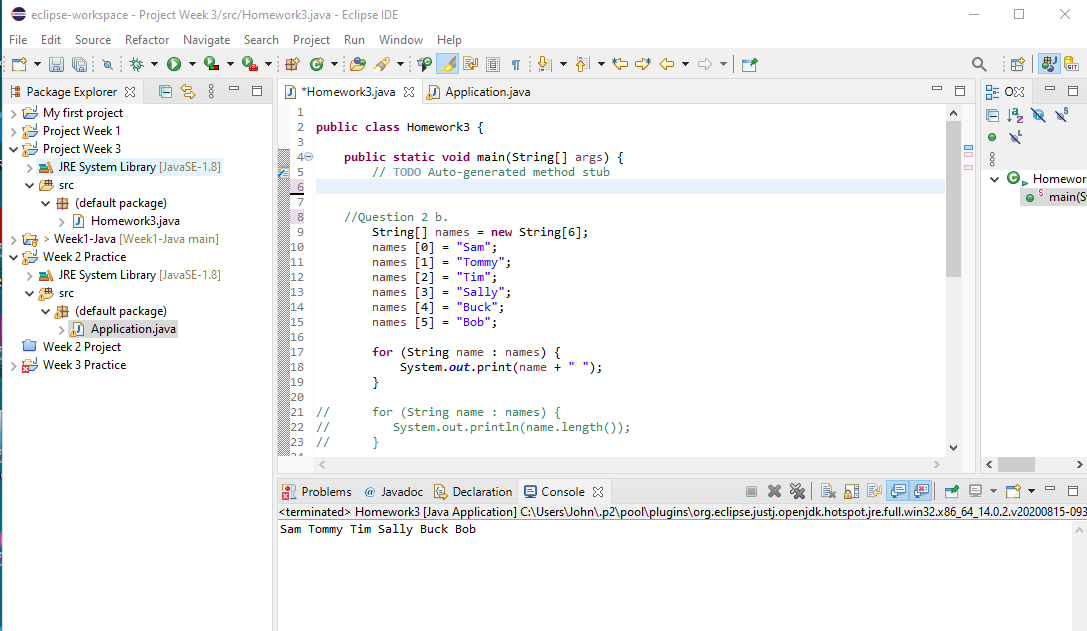 eclipse-workspace - Project Week 3/src/Homework3.java - Eclipse IDE
File Edit Source Refactor Navigate Search Project Run Window Help
Package Explorer
My first project
Project Week 1
Project Week 3
JRE System Library [JavaSE-1.8]
src
(default package)
Homework3.java
> Week1-Java [Week1-Java main]
Week 2 Practice
JRE System Library [JavaSE-1.8]
src
(default package)
Application.java
Week 2 Project
Week 3 Practice
*Homework3.java Application.java
1
2 public class Homework3 {
3
4 public static void main(String[] args) {
5 // TODO Auto-generated method stub
6
7
8 //Question 2 b.
9 String[] names = new String[6];
10 names [0] = "Sam";
11 names [1] = "Tommy";
12 names [2] = "Tim";
13 names [3] = "Sally";
14 names [4] = "Buck";
15 names [5] = "Bob";
16
17 for (String name : names) {
18 System.out.print(name + " ");
19 }
20
21 // for (String name : names) {
22 // System.out.println(name.length());
23 // }
O
Homewor
main(S
Problems @ Javadoc Declaration Console
<terminated> Homework3 [Java Application] C:\Users\John\.p2\pool\plugins\org.eclipse.justj.openjdk.hotspot.jre.full.win32.x86_64_14.0.2.v20200815-093
Sam Tommy Tim Sally Buck Bob